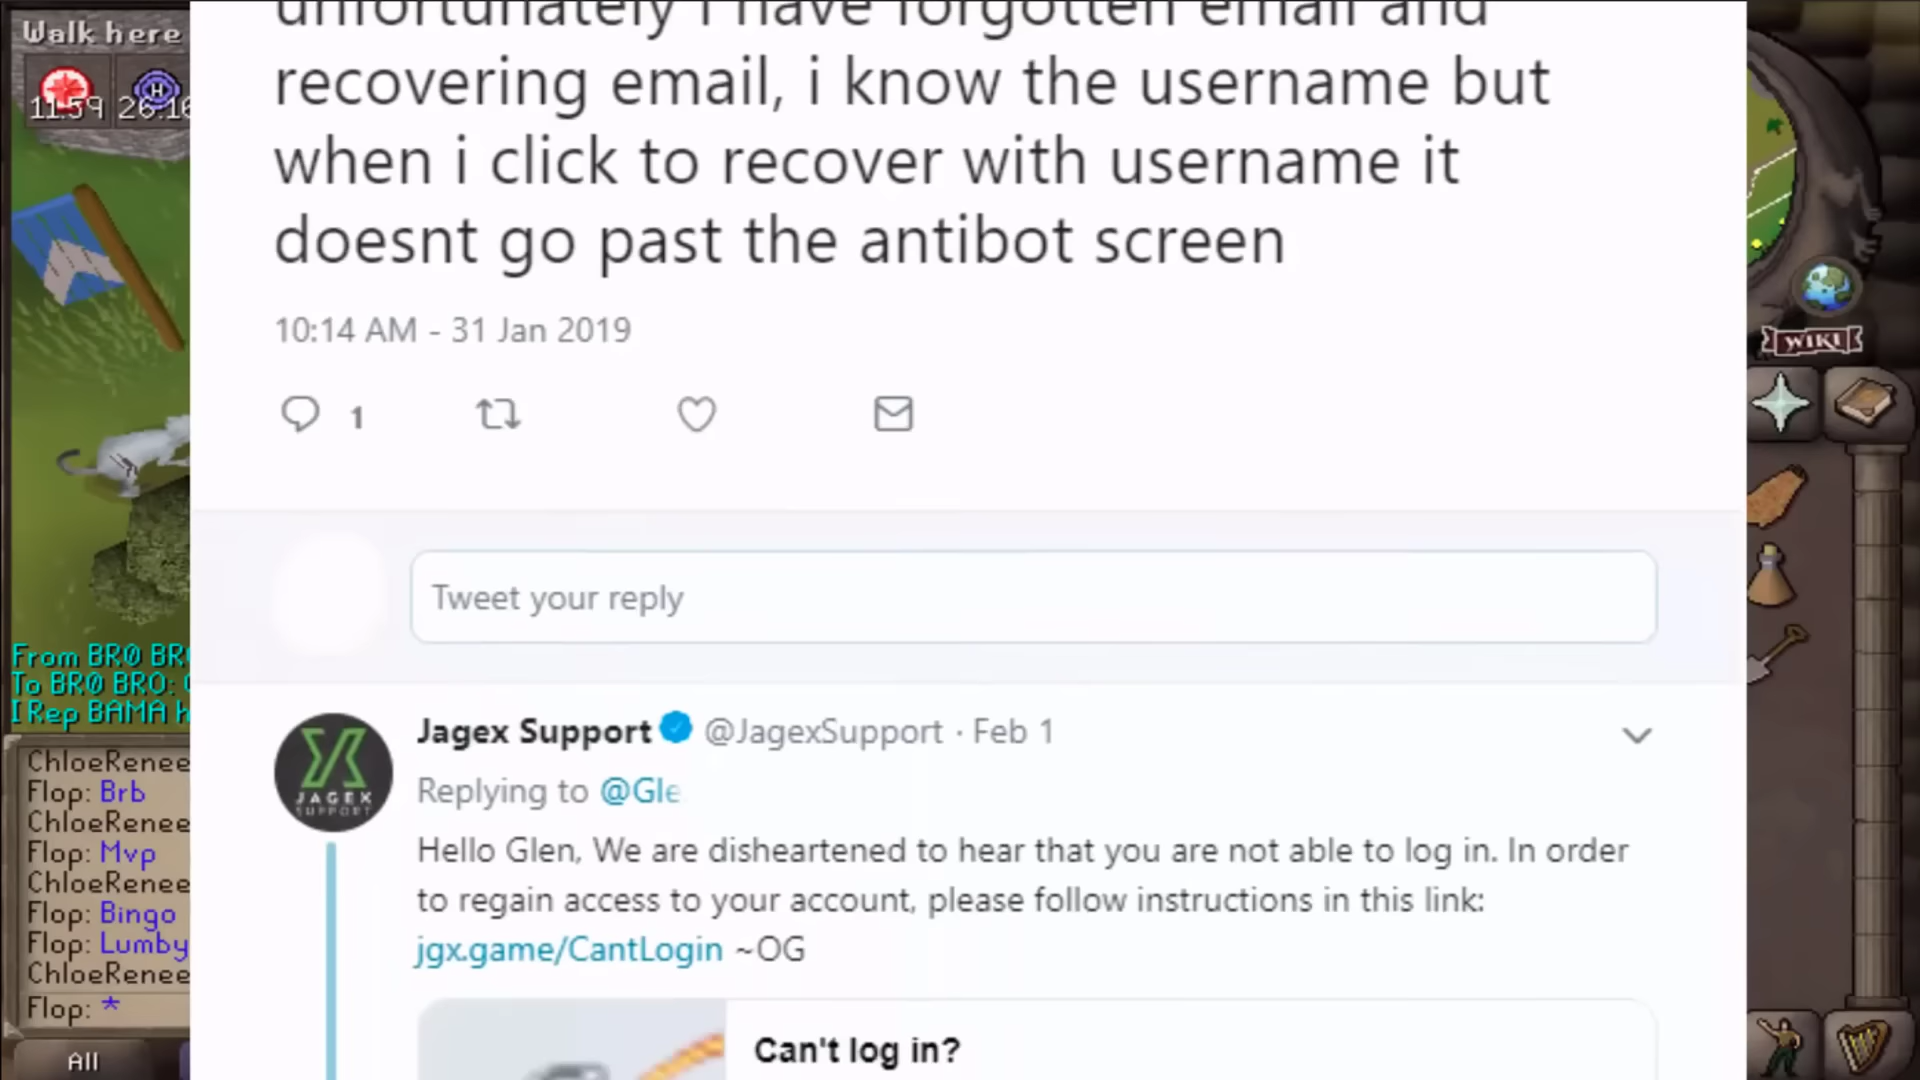 Walk here
11:59 26:16
unfortunately i have forgotten email and
recovering email, i know the username but
when i click to recover with username it
doesnt go past the antibot screen
10:14 AM - 31 Jan 2019
1
Tweet your reply
Jagex Support @JagexSupport · Feb 1
JAGEX
SUPPORT
Replying to @Gle
Hello Glen, We are disheartened to hear that you are not able to log in. In order
to regain access to your account, please follow instructions in this link:
jgx.game/CantLogin ~OG
Can't log in?
From BR0 BR
To BR0 BRO:
I Rep BAMA h
ChloeRenee
Flop: Brb
ChloeRenee
Flop: Mvp
ChloeRenee
Flop: Bingo
Flop: Lumby
ChloeRenee
Flop: *
All
WIKI
H